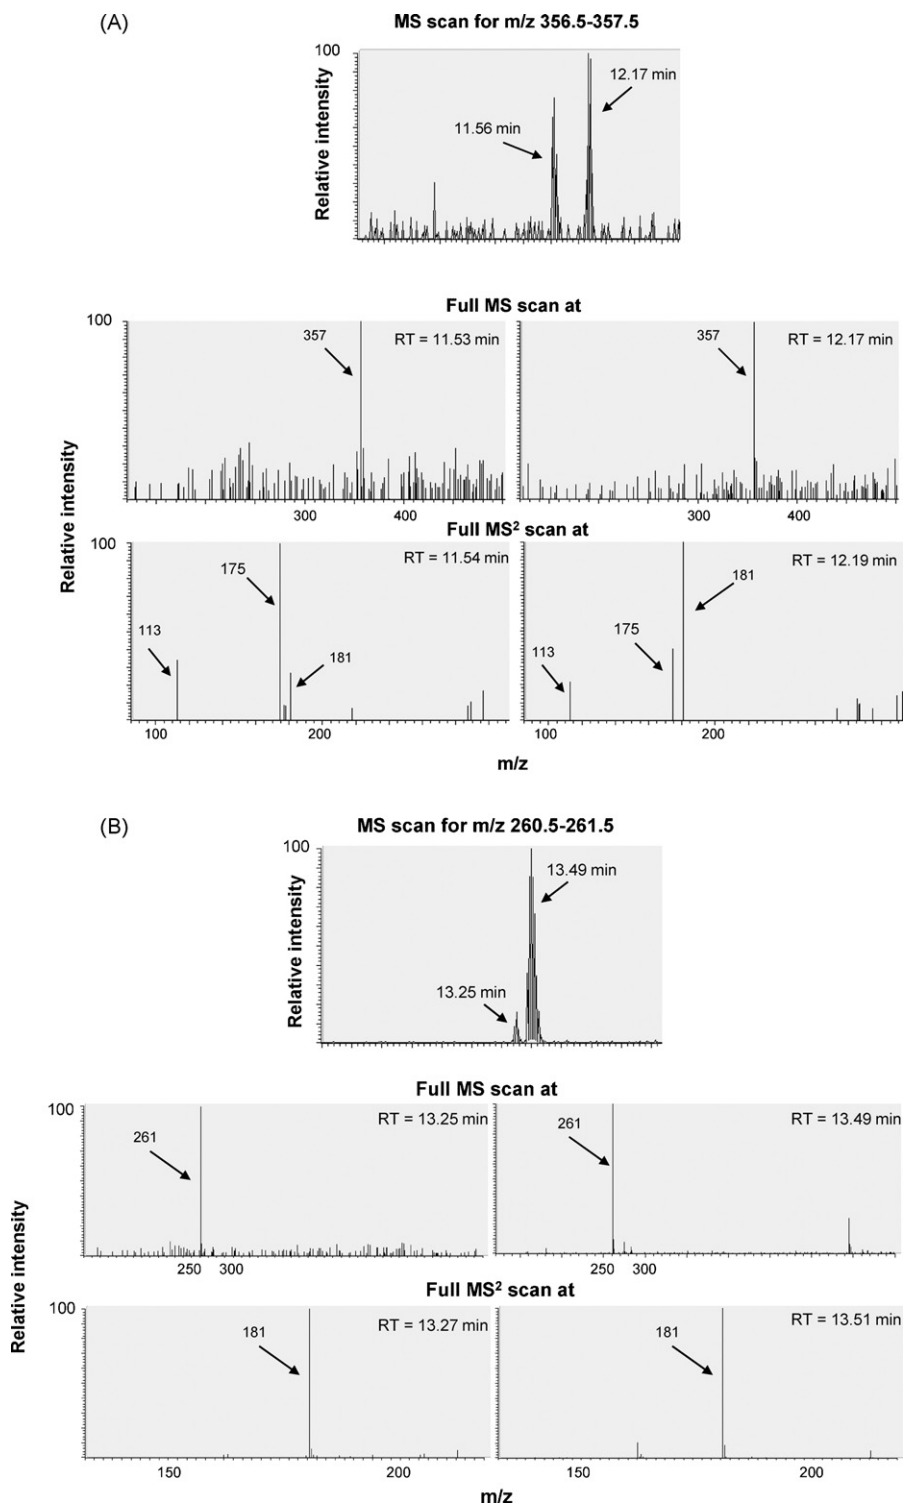 (A)
MS scan for m/z 356.5-357.5
100
12.17 min
11.56 min
Relative intensity
Full MS scan at
100
357
RT = 11.53 min
357
RT = 12.17 min
300 400
300 400
Relative intensity
Full MS² scan at
100
RT = 11.54 min
175
113
181
RT = 12.19 min
181
175
113
100 200
100 200
m/z
(B)
MS scan for m/z 260.5-261.5
100
13.49 min
13.25 min
Relative intensity
Full MS scan at
100
RT = 13.25 min
261
RT = 13.49 min
261
250 300
250 300
Relative intensity
Full MS² scan at
100
RT = 13.27 min
181
RT = 13.51 min
181
150 200
150 200
m/z